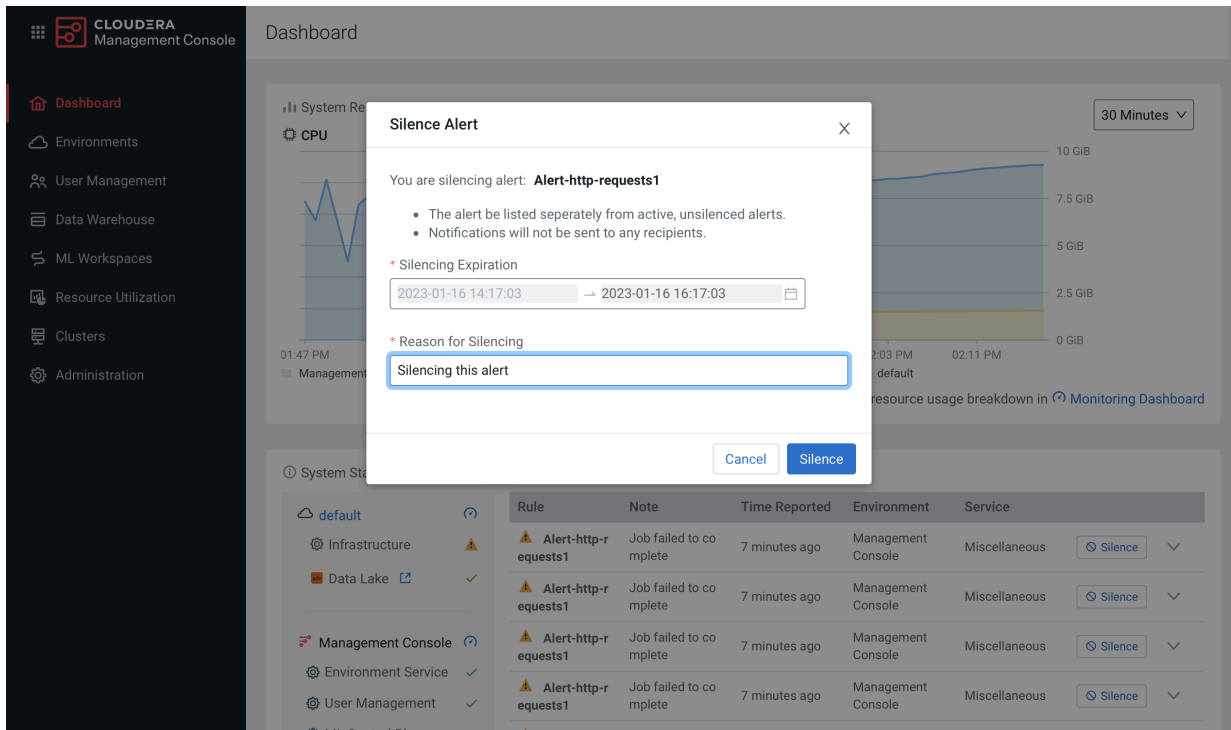 CLOUDERA
Management Console
Dashboard
Dashboard
Environments
User Management
Data Warehouse
ML Workspaces
Resource Utilization
Clusters
Administration
System Re
30 Minutes
CPU
10 GiB
7.5 GiB
5 GiB
2.5 GiB
0 GiB
01:47 PM
2:03 PM
02:11 PM
Management
default
resource usage breakdown in Monitoring Dashboard
Silence Alert
You are silencing alert: Alert-http-requests1
The alert be listed seperately from active, unsilenced alerts.
Notifications will not be sent to any recipients.
* Silencing Expiration
2023-01-16 14:17:03 → 2023-01-16 16:17:03
* Reason for Silencing
Silencing this alert
Cancel
Silence
System Sta
default
Infrastructure
Data Lake
Management Console
Environment Service
User Management
Rule Note Time Reported Environment Service
Alert-http-r Job failed to co 7 minutes ago Management Miscellaneous Silence
equests1 mplete Console
Alert-http-r Job failed to co 7 minutes ago Management Miscellaneous Silence
equests1 mplete Console
Alert-http-r Job failed to co 7 minutes ago Management Miscellaneous Silence
equests1 mplete Console
Alert-http-r Job failed to co 7 minutes ago Management Miscellaneous Silence
equests1 mplete Console